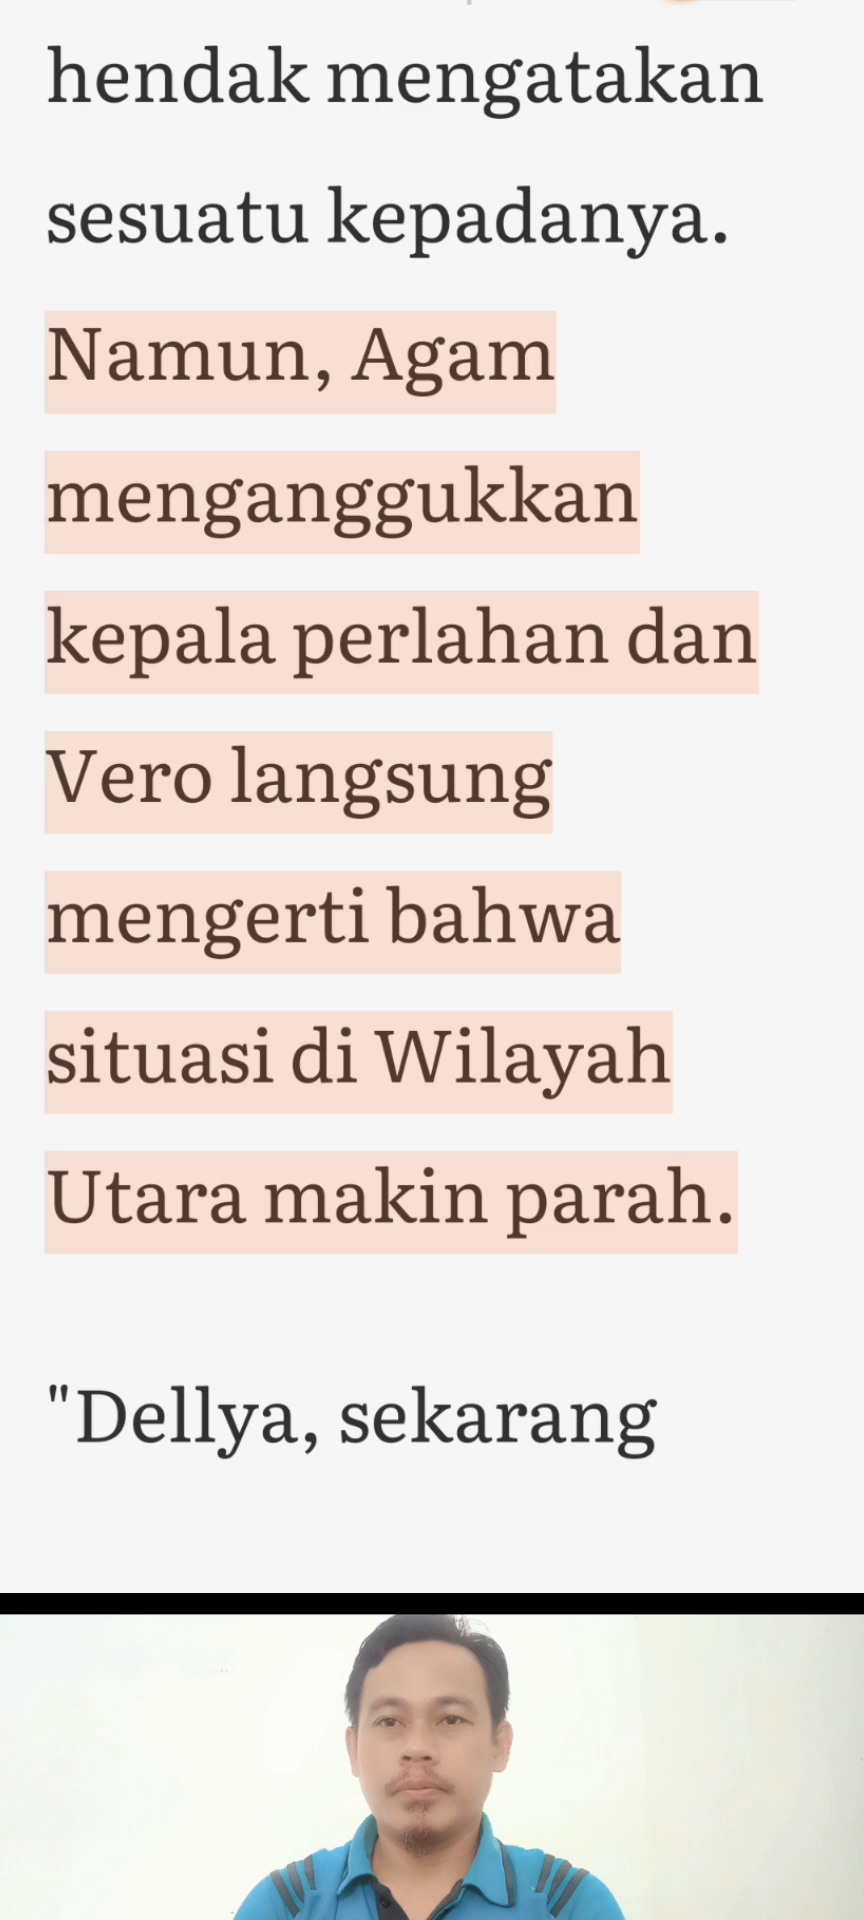 hendak mengatakan
sesuatu kepadanya.
Namun, Agam
menganggukkan
kepala perlahan dan
Vero langsung
mengerti bahwa
situasi di Wilayah
Utara makin parah.
"Dellya, sekarang